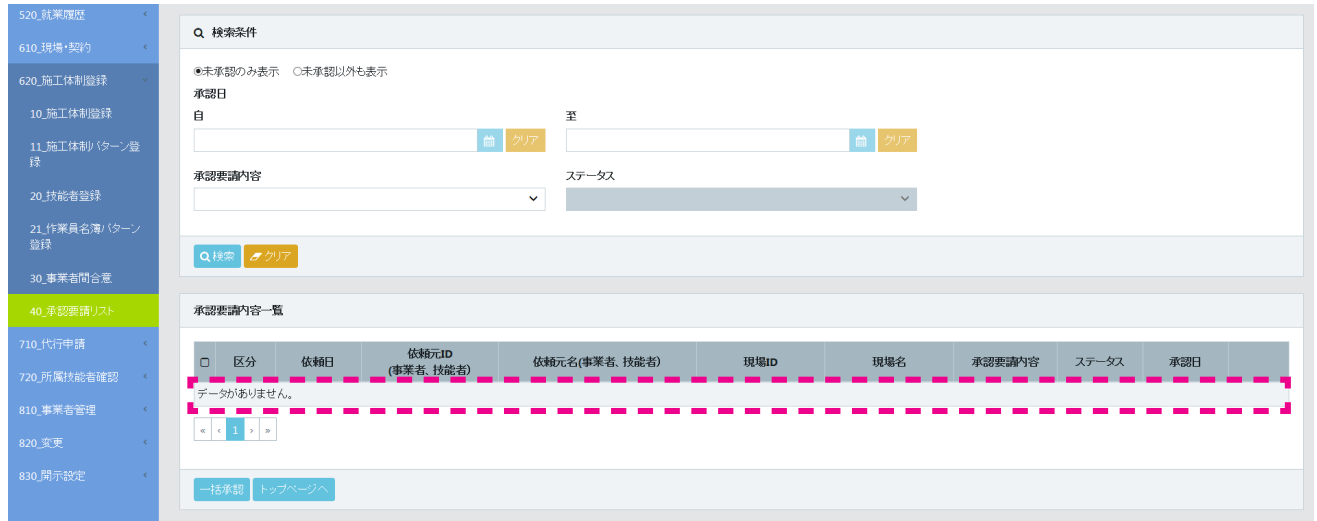 520_就業履歴
610_現場・契約
620_施工体制登録
10_施工体制登録
11_施工体制パターン登
録
20_技能者登録
21_作業員名簿パターン
登録
30_事業者間合意
40_承認要請リスト
710_代行申請
720_所属技能者確認
810_事業者管理
820_変更
830_開示設定
検索条件
未承認のみ表示 未承認以外も表示
承認日
自 至
クリア クリア
承認要請内容 ステータス
検索 クリア
承認要請内容一覧
区分 依頼日 依頼元ID
(事業者、技能者) 依頼元名(事業者、技能者) 現場ID 現場名 承認要請内容 ステータス 承認日
データがありません。
« ‹ 1 › »
一括承認 トップページへ